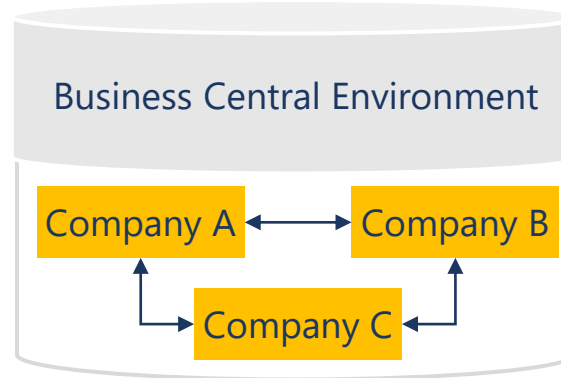 Business Central Environment
Company A
Company B
Company C